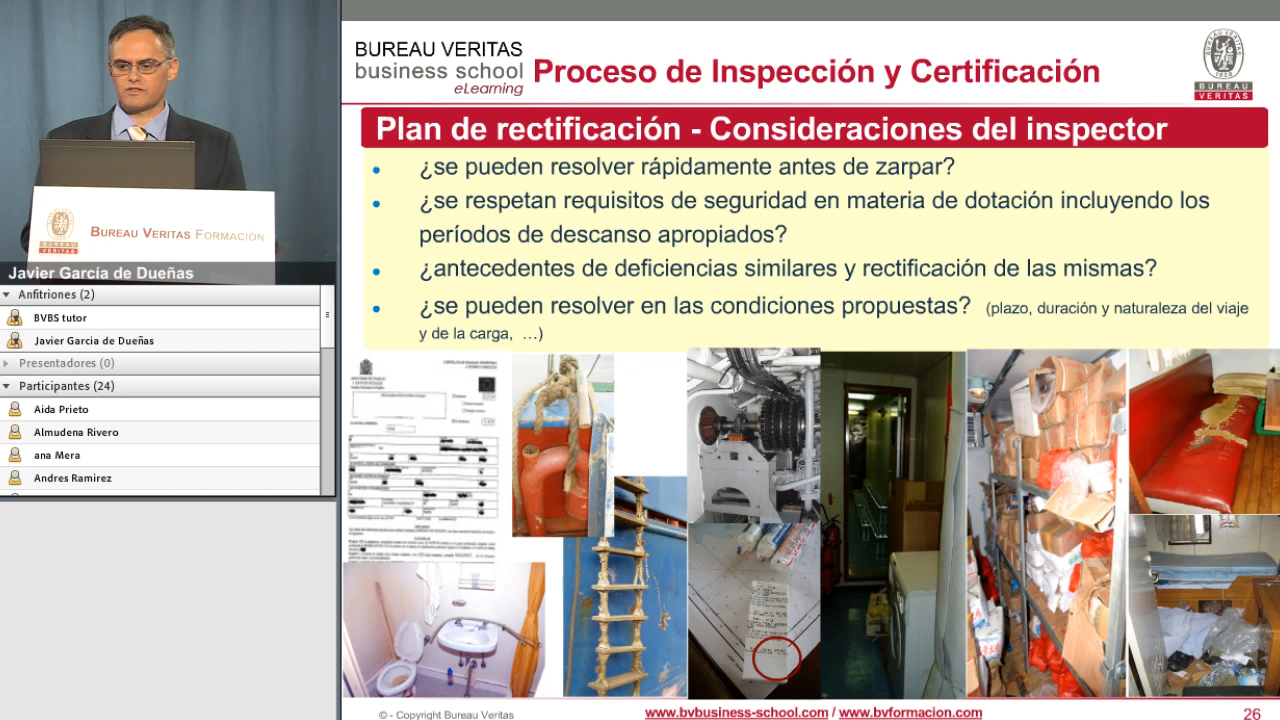 BUREAU VERITAS
business school
eLearning
Proceso de Inspección y Certificación
BUREAU
VERITAS
Plan de rectificación - Consideraciones del inspector
¿se pueden resolver rápidamente antes de zarpar?
¿se respetan requisitos de seguridad en materia de dotación incluyendo los
períodos de descanso apropiados?
¿antecedentes de deficiencias similares y rectificación de las mismas?
¿se pueden resolver en las condiciones propuestas? (plazo, duración y naturaleza del viaje
y de la carga, ...)
BUREAU VERITAS FORMACION
BUREAU
VERITAS
Javier García de Dueñas
Anfitriones (2)
BVBS tutor
Javier Garcia de Dueñas
Presentadores (0)
Participantes (24)
Aida Prieto
Almudena Rivero
ana Mera
Andres Ramirez
© - Copyright Bureau Veritas
www.bvbusiness-school.com / www.bvformacion.com
26